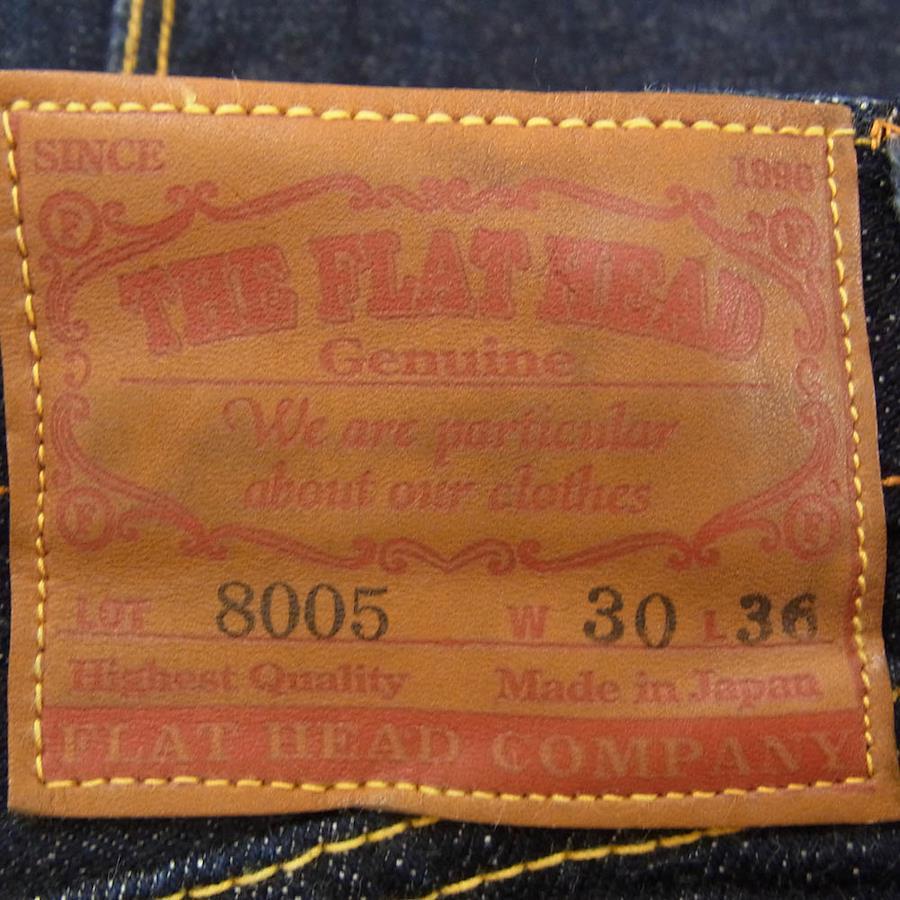 SINCE 1996
F F
THE FLAT HEAD
Genuine
We are particular
about our clothes
F F
LOT 8005 W 30 L 36
Highest Quality Made in Japan
FLAT HEAD COMPANY